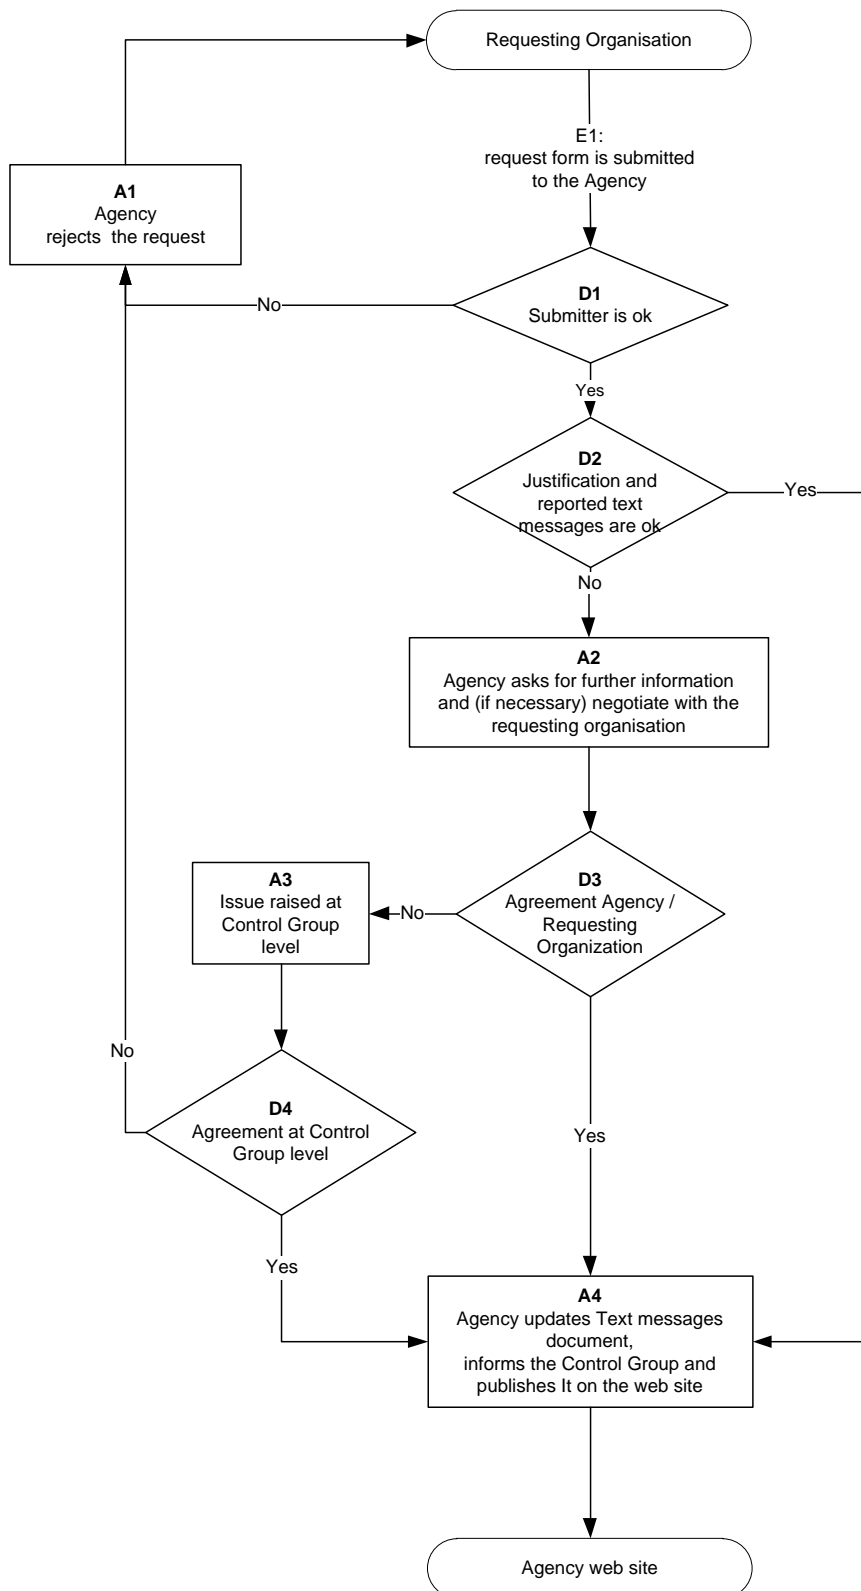 Requesting Organisation
E1:
request form is submitted
to the Agency
A1
Agency
rejects the request
D1
Submitter is ok
No
Yes
D2
Justification and
reported text
messages are ok
Yes
No
A2
Agency asks for further information
and (if necessary) negotiate with the
requesting organisation
A3
Issue raised at
Control Group
level
No
D3
Agreement Agency /
Requesting
Organization
No
D4
Agreement at Control
Group level
Yes
Yes
A4
Agency updates Text messages
document,
informs the Control Group and
publishes It on the web site
Agency web site